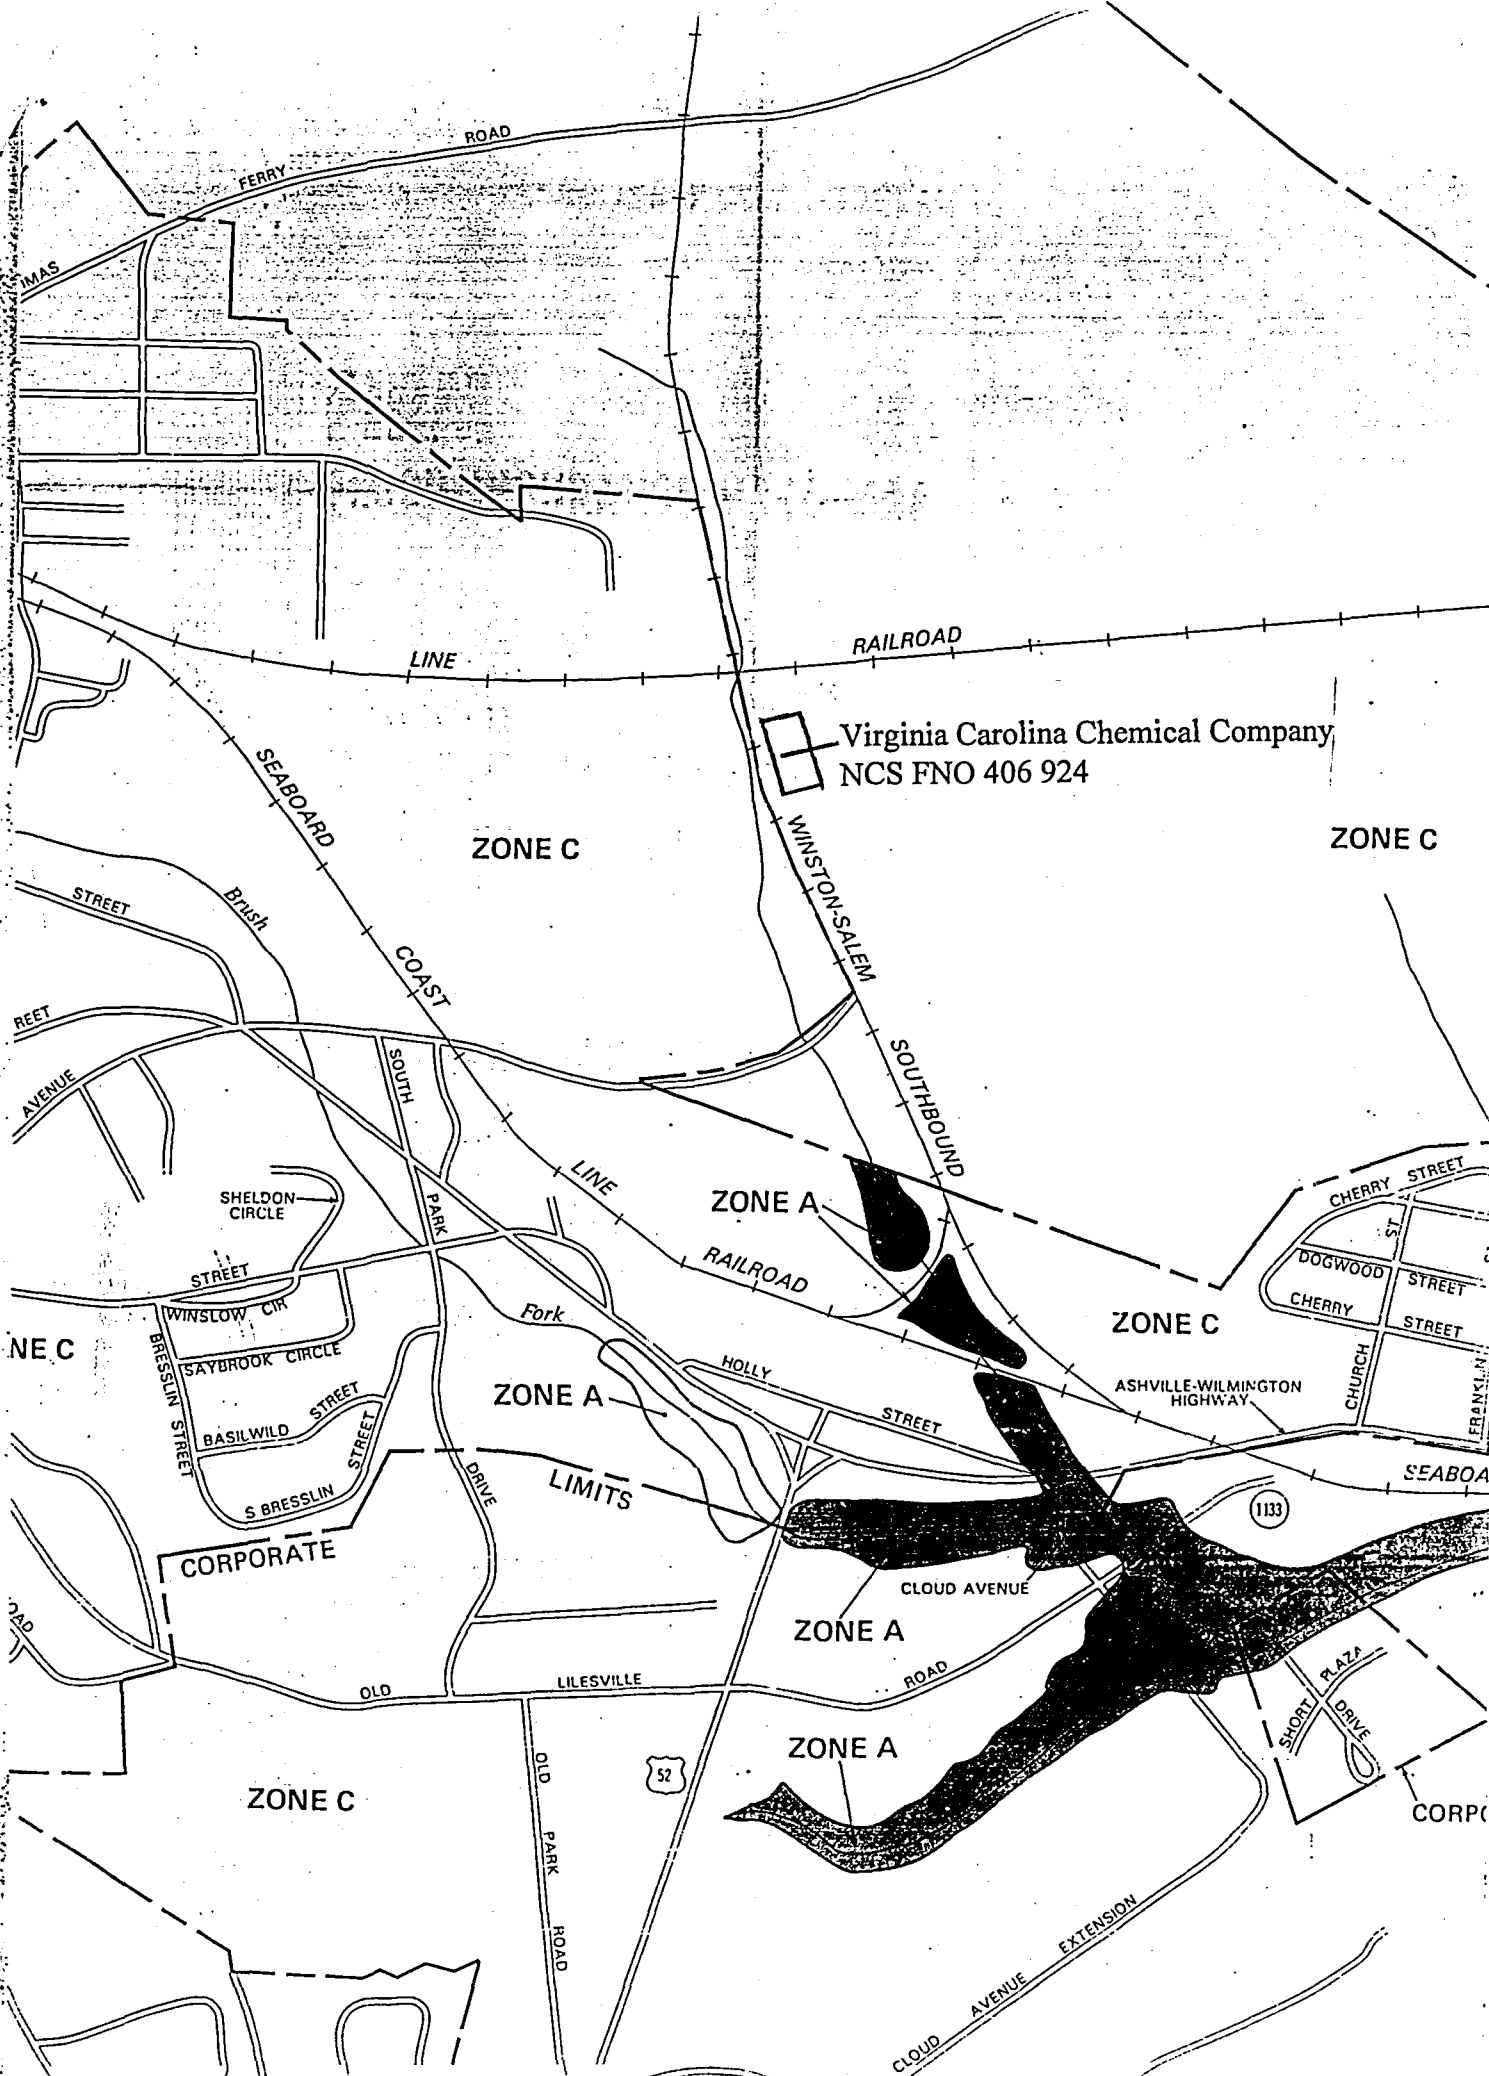 ROAD
FERRY
IMAS
RAILROAD
LINE
Virginia Carolina Chemical Company
NCS FNO 406 924
SEABOARD
ZONE C
WINSTON-SALEM
ZONE C
STREET
Brush
COAST
REET
SOUTHBOUND
SOUTH
AVENUE
LINE
SHELDON
CIRCLE
PARK
ZONE A
CHERRY STREET
ST
RAILROAD
DOGWOOD STREET
STREET
WINSLOW CIR
Fork
CHERRY STREET
ZONE C
NE C
BRESSLIN STREET
SAYBROOK CIRCLE
HOLLY
STREET
ASHVILLE-WILMINGTON
HIGHWAY
CHURCH
FRANKLIN
ZONE A
BASILWILD STREET
STREET
SEABOA
DRIVE
LIMITS
S BRESSLIN
1133
CORPORATE
CLOUD AVENUE
OAD
ZONE A
PLAZA
SHORT
DRIVE
OLD
LILESVILLE
ROAD
ZONE A
OLD
52
ZONE C
CORPO
PARK
ROAD
EXTENSION
AVENUE
CLOUD